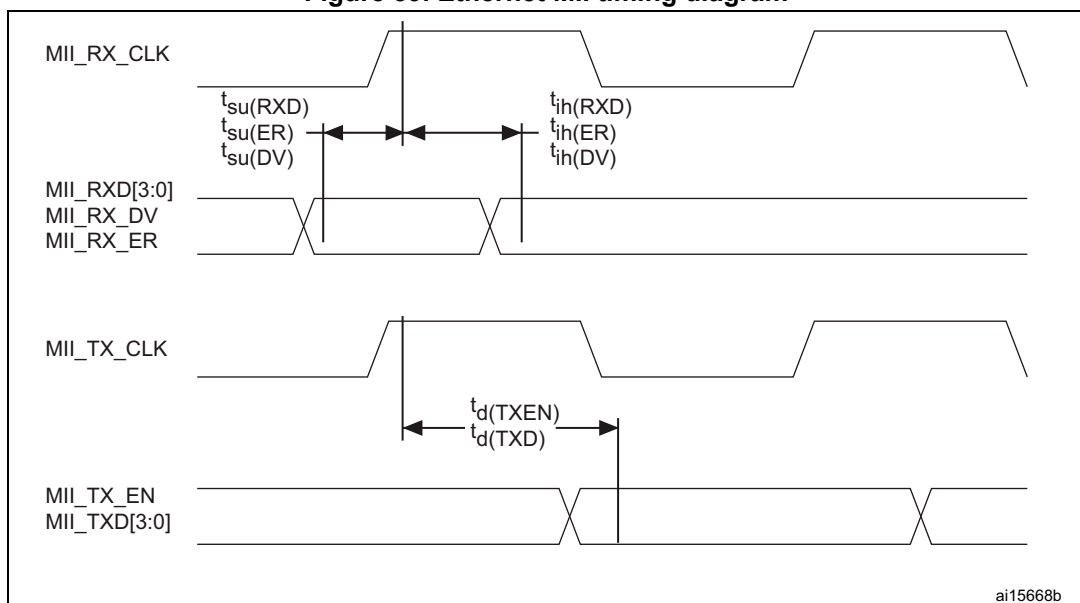 MII_RX_CLK
tsu(RXD)
tsu(ER)
tsu(DV)
tih(RXD)
tih(ER)
tih(DV)
MII_RXD[3:0]
MII_RX_DV
MII_RX_ER
MII_TX_CLK
td(TXEN)
td(TXD)
MII_TX_EN
MII_TXD[3:0]
ai15668b